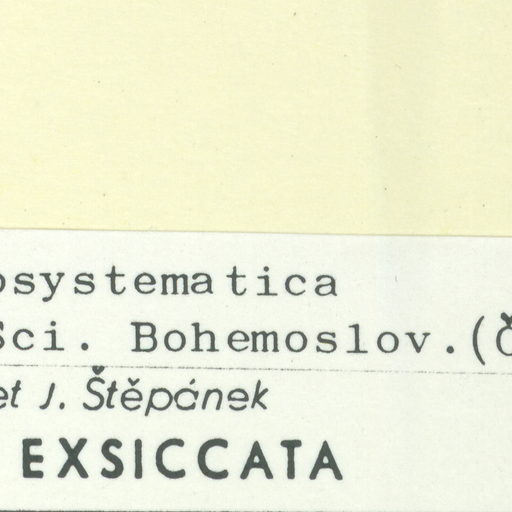 osystematica
Sci. Bohemoslov.(Č
et J. Štěpánek
EXSICCATA